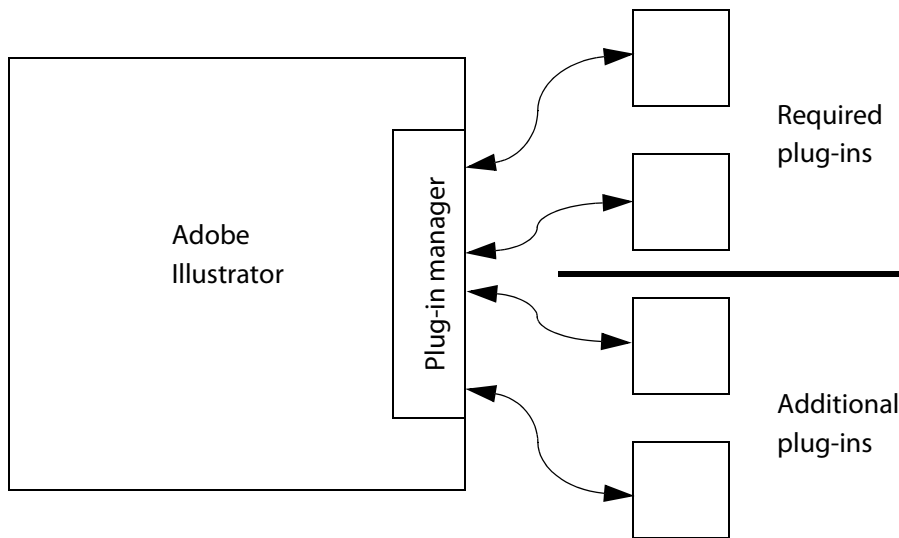 Adobe
Illustrator
Plug-in manager
Required
plug-ins
Additional
plug-ins